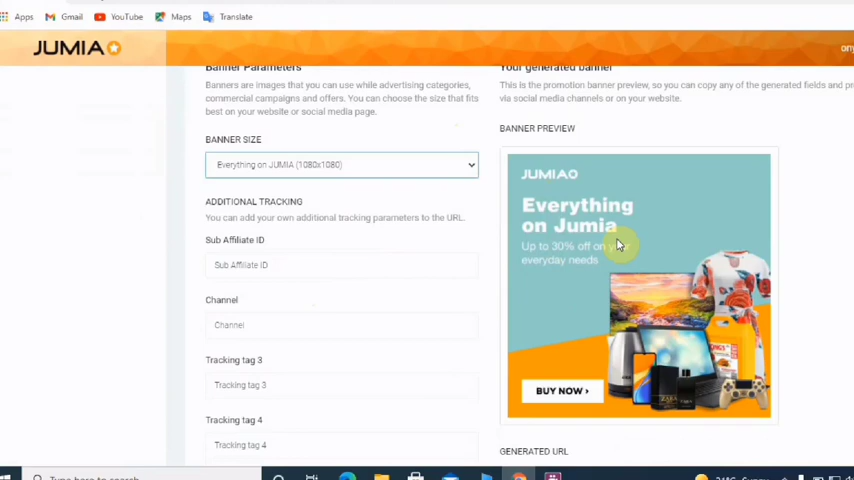 Apps Gmail YouTube Maps Translate
JUMIA
Banner Parameters
Banners are images that you can use while advertising categories,
commercial campaigns and offers. You can choose the size that fits
best on your website or social media page.
BANNER SIZE
Everything on JUMIA (1080x1080)
ADDITIONAL TRACKING
You can add your own additional tracking parameters to the URL.
Sub Affiliate ID
Sub Affiliate ID
Channel
Channel
Tracking tag 3
Tracking tag 3
Tracking tag 4
Tracking tag 4
Your generated banner
This is the promotion banner preview, so you can copy any of the generated fields and
via social media channels or on your website.
BANNER PREVIEW
JUMIA
Everything
on Jumia
Up to 30% off on your
everyday needs
BUY NOW ›
GENERATED URL
Type here to search
Sunny